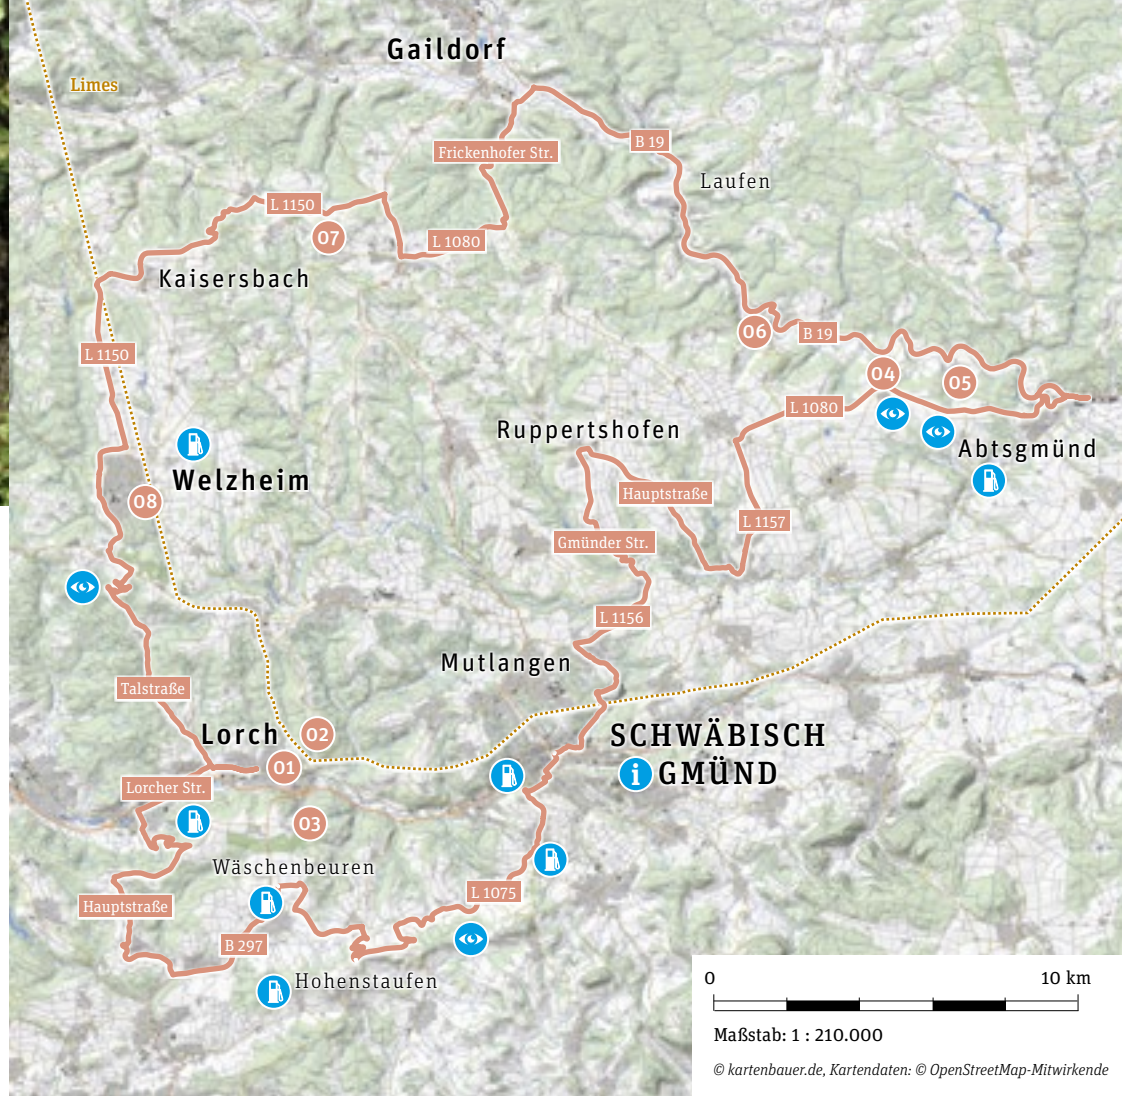 Gaildorf
Limes
B 19
Frickenhofer Str.
Laufen
L 1150
07
L 1080
Kaisersbach
06
B 19
L 1150
04
05
L 1080
Ruppertshofen
Abtsgmünd
Welzheim
Hauptstraße
08
L 1157
Gmünder Str.
L 1156
Mutlangen
Talstraße
Lorch
02
SCHWÄBISCH
GMÜND
01
Lorcher Str.
03
Wäschenbeuren
L 1075
Hauptstraße
B 297
Hohenstaufen
0 10 km
Maßstab: 1 : 210.000
© kartenbauer.de, Kartendaten: © OpenStreetMap-Mitwirkende